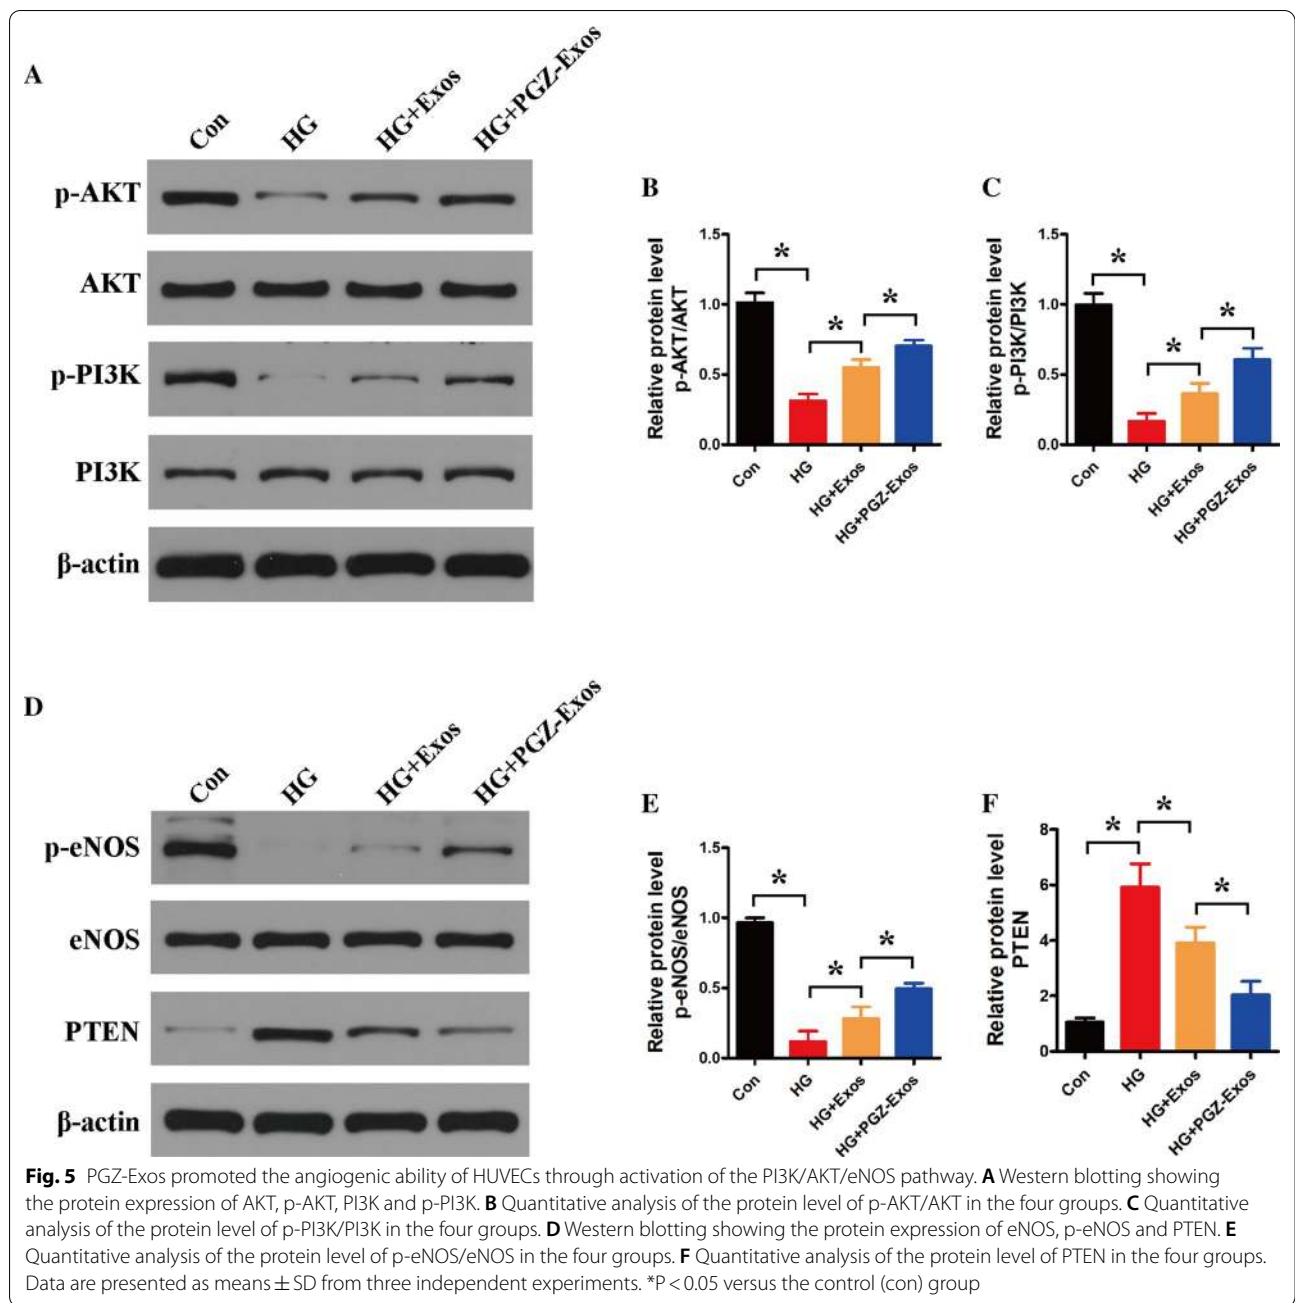 A
Con
HG
HG+Exos
HG+PGZ-Exos
p-AKT
AKT
p-PI3K
PI3K
β-actin
B
Relative protein level
p-AKT/AKT
1.5
1.0
0.5
0.0
*
*
*
Con
HG
HG+Exos
HG+PGZ-Exos
C
Relative protein level
p-PI3K/PI3K
1.5
1.0
0.5
0.0
*
*
*
Con
HG
HG+Exos
HG+PGZ-Exos
D
Con
HG
HG+Exos
HG+PGZ-Exos
p-eNOS
eNOS
PTEN
β-actin
E
Relative protein level
p-eNOS/eNOS
1.5
1.0
0.5
0.0
*
*
*
Con
HG
HG+Exos
HG+PGZ-Exos
F
Relative protein level
PTEN
8
6
4
2
0
*
*
*
Con
HG
HG+Exos
HG+PGZ-Exos
Fig. 5 PGZ-Exos promoted the angiogenic ability of HUVECs through activation of the PI3K/AKT/eNOS pathway. A Western blotting showing
the protein expression of AKT, p-AKT, PI3K and p-PI3K. B Quantitative analysis of the protein level of p-AKT/AKT in the four groups. C Quantitative
analysis of the protein level of p-PI3K/PI3K in the four groups. D Western blotting showing the protein expression of eNOS, p-eNOS and PTEN. E
Quantitative analysis of the protein level of p-eNOS/eNOS in the four groups. F Quantitative analysis of the protein level of PTEN in the four groups.
Data are presented as means ± SD from three independent experiments. *P < 0.05 versus the control (con) group